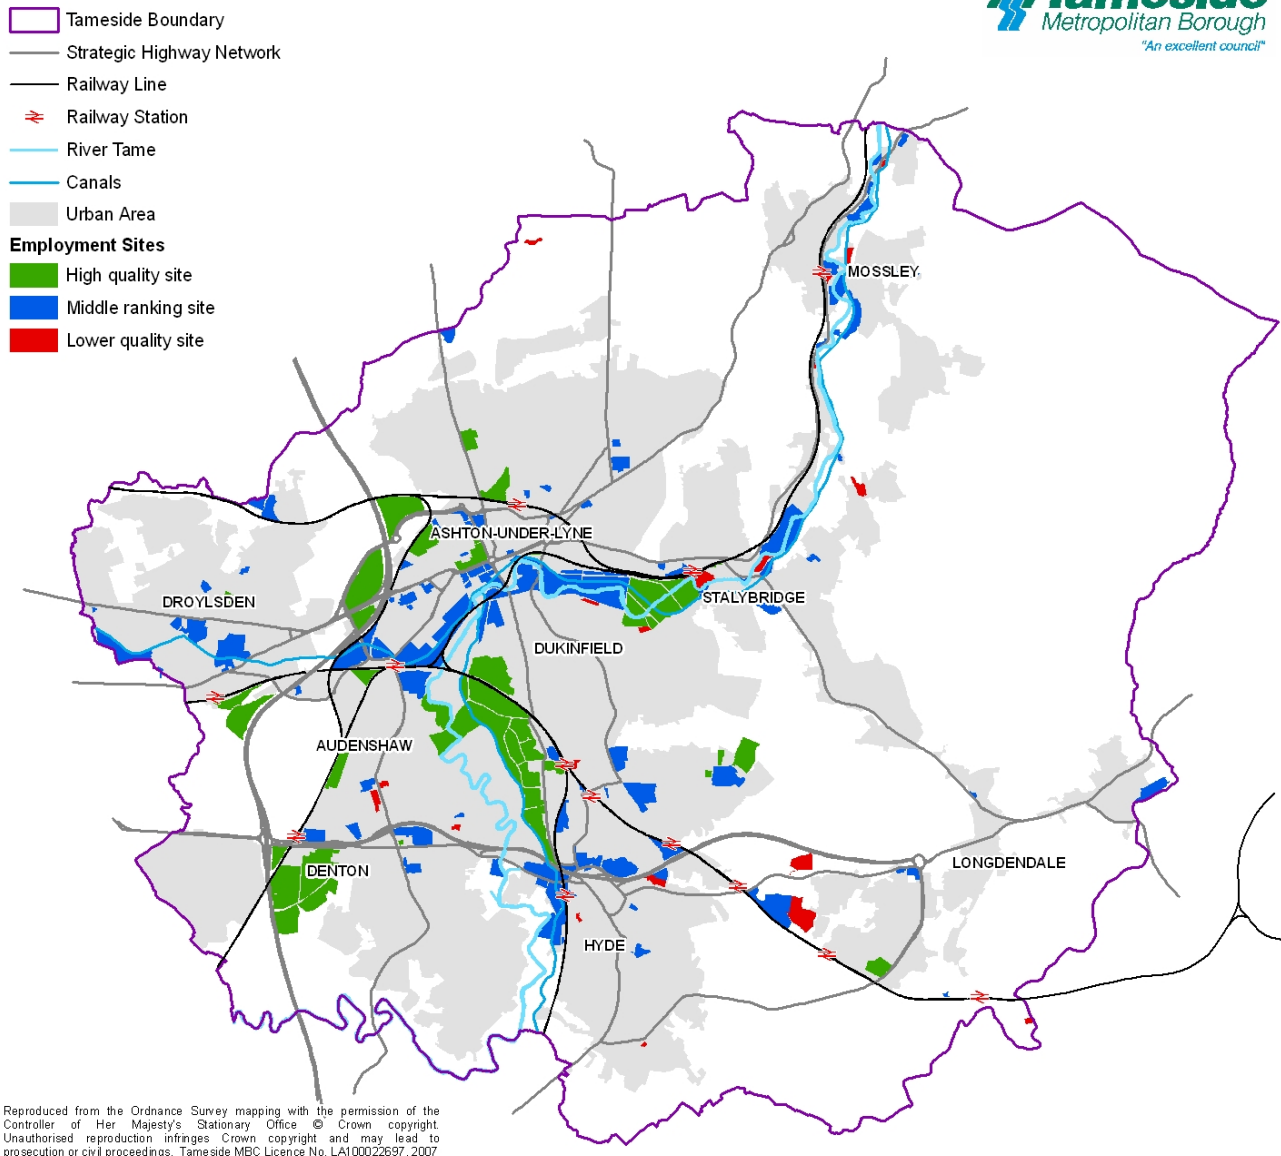 Tameside
Metropolitan Borough
"An excellent council"
Tameside Boundary
Strategic Highway Network
Railway Line
Railway Station
River Tame
Canals
Urban Area
Employment Sites
High quality site
Middle ranking site
Lower quality site
MOSSLEY
ASHTON-UNDER-LYNE
DROYLSDEN
STALYBRIDGE
DUKINFIELD
AUDENSHAW
DENTON
LONGDENDALE
HYDE
Reproduced from the Ordnance Survey mapping with the permission of the
Controller of Her Majesty's Stationary Office © Crown copyright.
Unauthorised reproduction infringes Crown copyright and may lead to
prosecution or civil proceedings. Tameside MBC Licence No. LA100022697. 2007